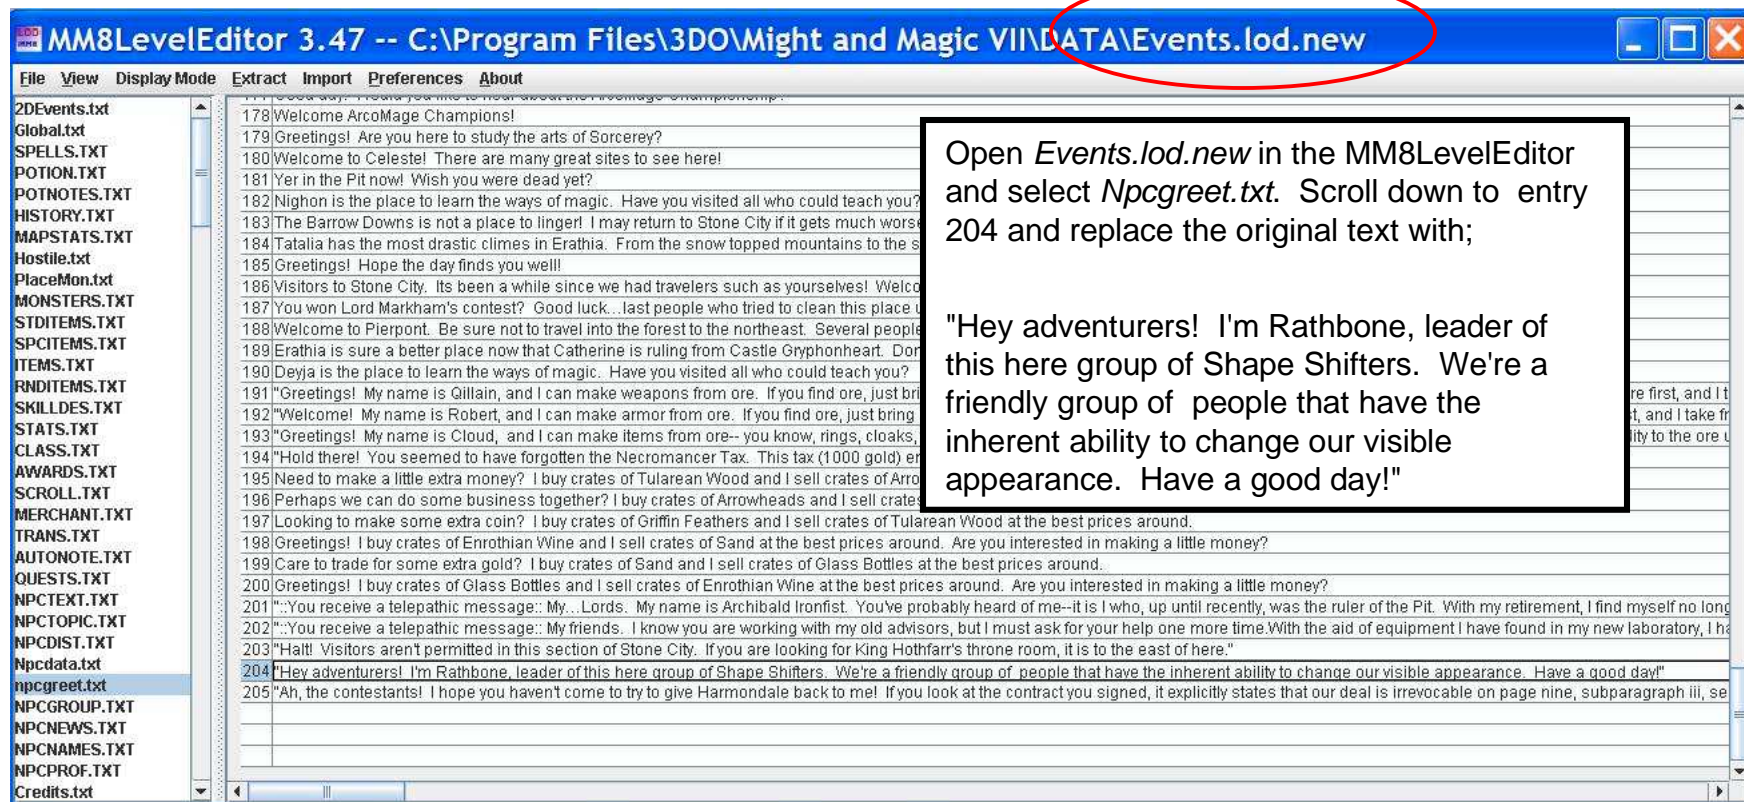 MM8LevelEditor 3.47 -- C:\Program Files\3DO\Might and Magic VII\DATA\Events.lod.new
File View Display Mode Extract Import Preferences About
2DEvents.txt
Global.txt
SPELLS.TXT
POTION.TXT
POTNOTES.TXT
HISTORY.TXT
MAPSTATS.TXT
Hostile.txt
PlaceMon.txt
MONSTERS.TXT
STDITEMS.TXT
SPCITEMS.TXT
ITEMS.TXT
RNDITEMS.TXT
SKILLDES.TXT
STATS.TXT
CLASS.TXT
AWARDS.TXT
SCROLL.TXT
MERCHANT.TXT
TRANS.TXT
AUTONOTE.TXT
QUESTS.TXT
NPCTEXT.TXT
NPCTOPIC.TXT
NPCDIST.TXT
Npcdata.txt
npcgreet.txt
NPCGROUP.TXT
NPCNEWS.TXT
NPCNAMES.TXT
NPCPROF.TXT
Credits.txt
178 Welcome ArcoMage Champions!
179 Greetings! Are you here to study the arts of Sorcerey?
180 Welcome to Celeste! There are many great sites to see here!
181 Yer in the Pit now! Wish you were dead yet?
182 Nighon is the place to learn the ways of magic. Have you visited all who could teach you?
183 The Barrow Downs is not a place to linger! I may return to Stone City if it gets much worse
184 Tatalia has the most drastic climes in Erathia. From the snow topped mountains to the s
185 Greetings! Hope the day finds you well!
186 Visitors to Stone City. Its been a while since we had travelers such as yourselves! Welco
187 You won Lord Markham's contest? Good luck...last people who tried to clean this place u
188 Welcome to Pierpont. Be sure not to travel into the forest to the northeast. Several people
189 Erathia is sure a better place now that Catherine is ruling from Castle Gryphonheart. Don
190 Deyja is the place to learn the ways of magic. Have you visited all who could teach you?
191 "Greetings! My name is Qillain, and I can make weapons from ore. If you find ore, just bri re first, and I t
192 "Welcome! My name is Robert, and I can make armor from ore. If you find ore, just bring t, and I take fr
193 "Greetings! My name is Cloud, and I can make items from ore-- you know, rings, cloaks, lity to the ore u
194 "Hold there! You seemed to have forgotten the Necromancer Tax. This tax (1000 gold) er
195 Need to make a little extra money? I buy crates of Tularean Wood and I sell crates of Arro
196 Perhaps we can do some business together? I buy crates of Arrowheads and I sell crates
197 Looking to make some extra coin? I buy crates of Griffin Feathers and I sell crates of Tularean Wood at the best prices around.
198 Greetings! I buy crates of Enrothian Wine and I sell crates of Sand at the best prices around. Are you interested in making a little money?
199 Care to trade for some extra gold? I buy crates of Sand and I sell crates of Glass Bottles at the best prices around.
200 Greetings! I buy crates of Glass Bottles and I sell crates of Enrothian Wine at the best prices around. Are you interested in making a little money?
201 "::You receive a telepathic message:: My...Lords. My name is Archibald Ironfist. You've probably heard of me--it is I who, up until recently, was the ruler of the Pit. With my retirement, I find myself no long
202 "::You receive a telepathic message:: My friends. I know you are working with my old advisors, but I must ask for your help one more time.With the aid of equipment I have found in my new laboratory, I ha
203 "Halt! Visitors aren't permitted in this section of Stone City. If you are looking for King Hothfarr's throne room, it is to the east of here."
204 "Hey adventurers! I'm Rathbone, leader of this here group of Shape Shifters. We're a friendly group of people that have the inherent ability to change our visible appearance. Have a good day!"
205 "Ah, the contestants! I hope you haven't come to try to give Harmondale back to me! If you look at the contract you signed, it explicitly states that our deal is irrevocable on page nine, subparagraph iii, se
Open Events.lod.new in the MM8LevelEditor
and select Npcgreet.txt. Scroll down to entry
204 and replace the original text with;
"Hey adventurers! I'm Rathbone, leader of
this here group of Shape Shifters. We're a
friendly group of people that have the
inherent ability to change our visible
appearance. Have a good day!"